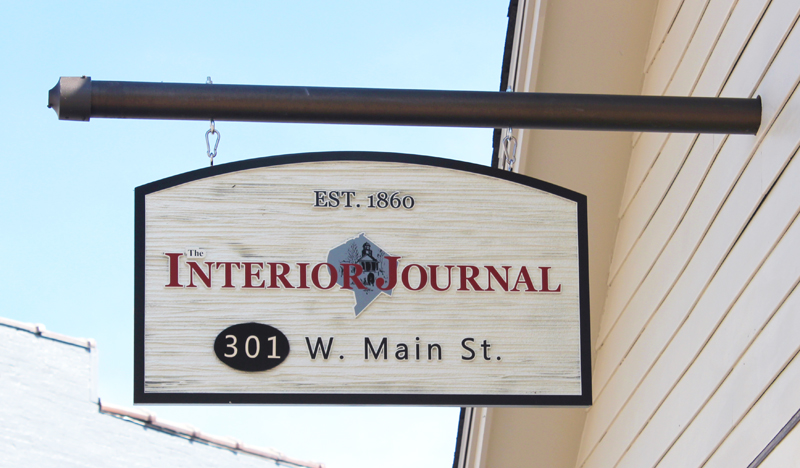 EST. 1860
The INTERIOR JOURNAL
301 W. Main St.